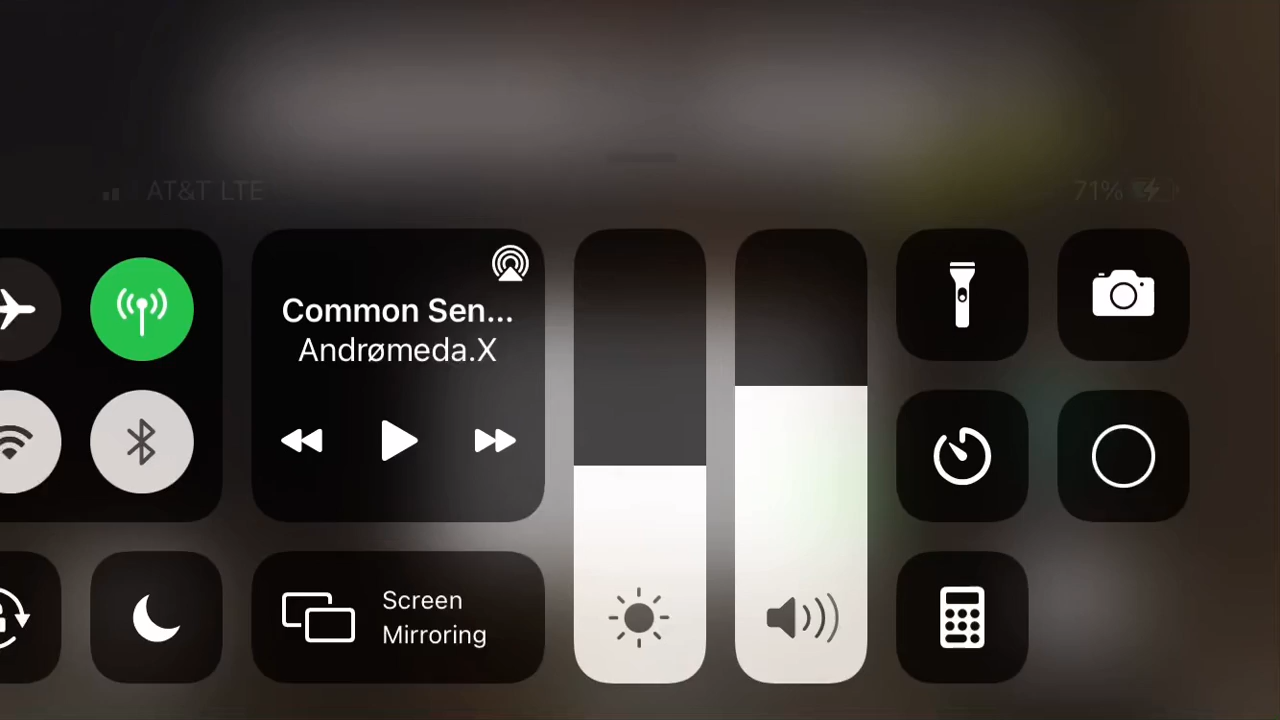 AT&T LTE
71%
Common Sen...
Andrømeda.X
Screen
Mirroring